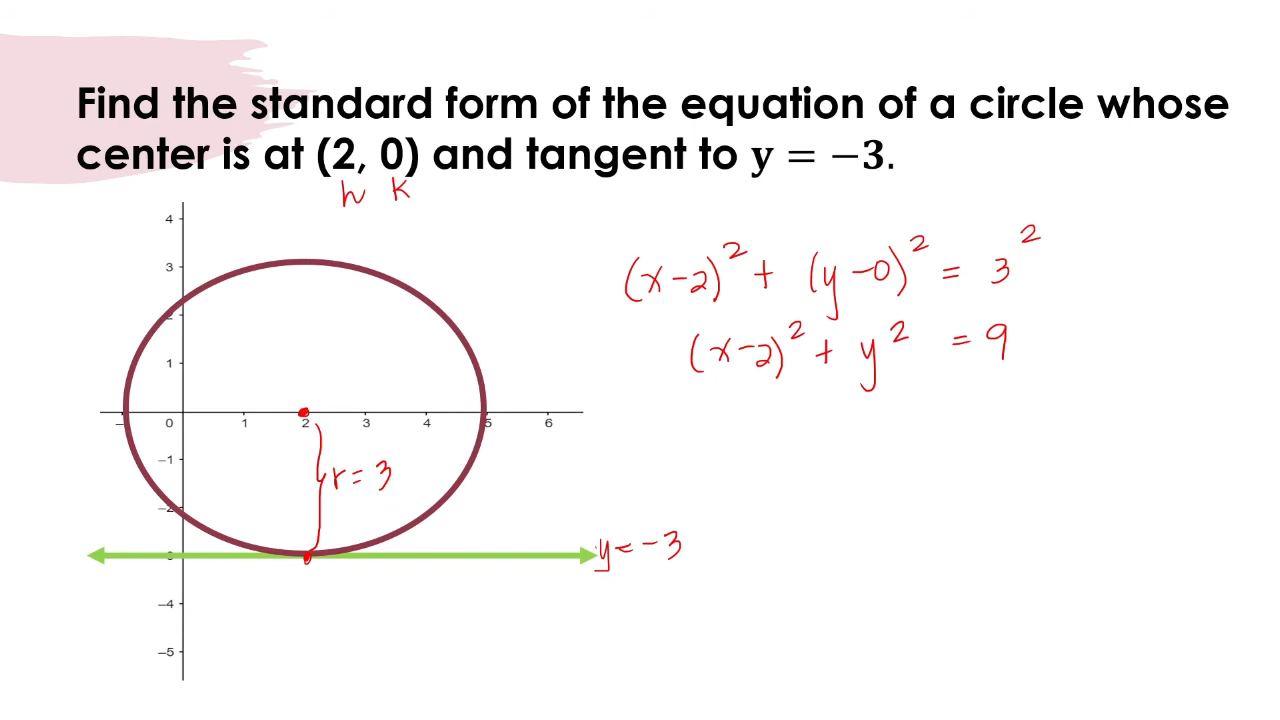 Find the standard form of the equation of a circle whose
center is at (2, 0) and tangent to y = −3.
h k
(x−2)² + (y−0)² = 3²
(x−2)² + y² = 9
4
3
2
1
– 0 1 2 3 4 5 6
−1
r = 3
−2
3
y = −3
−4
−5